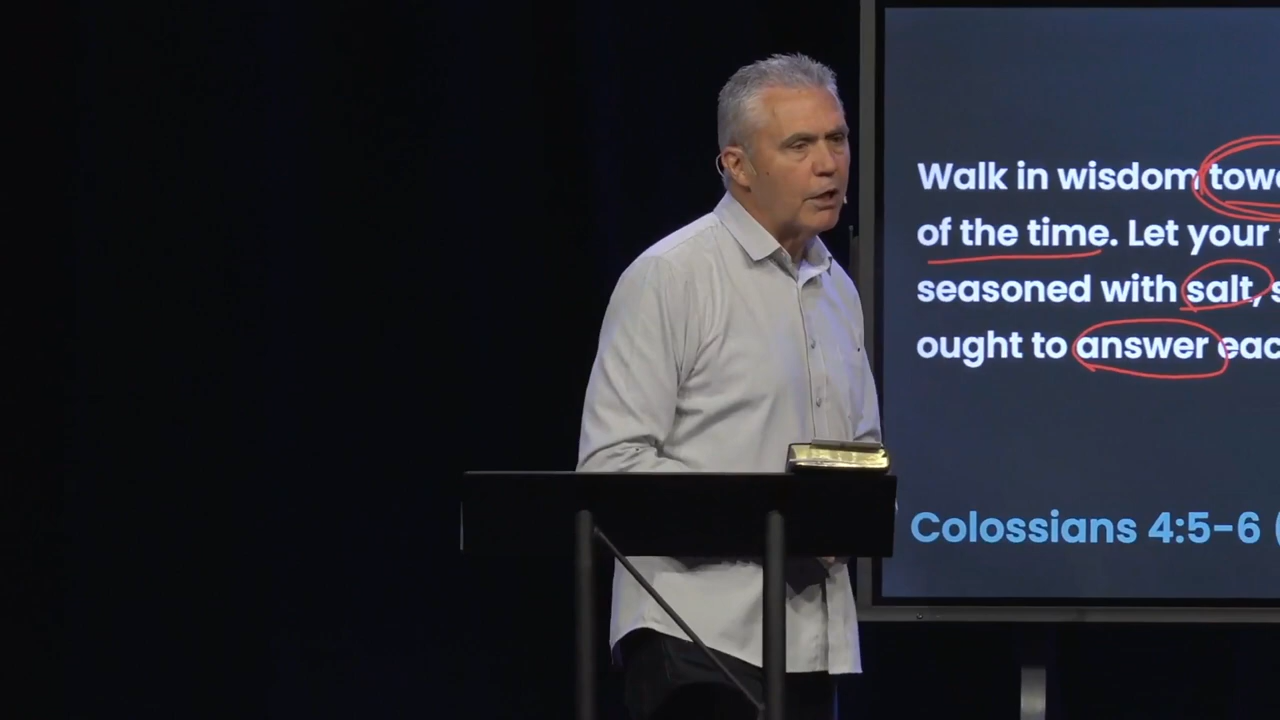 Walk in wisdom
of the time. Let your
seasoned with salt,
ought to answer
Colossians 4:5-6